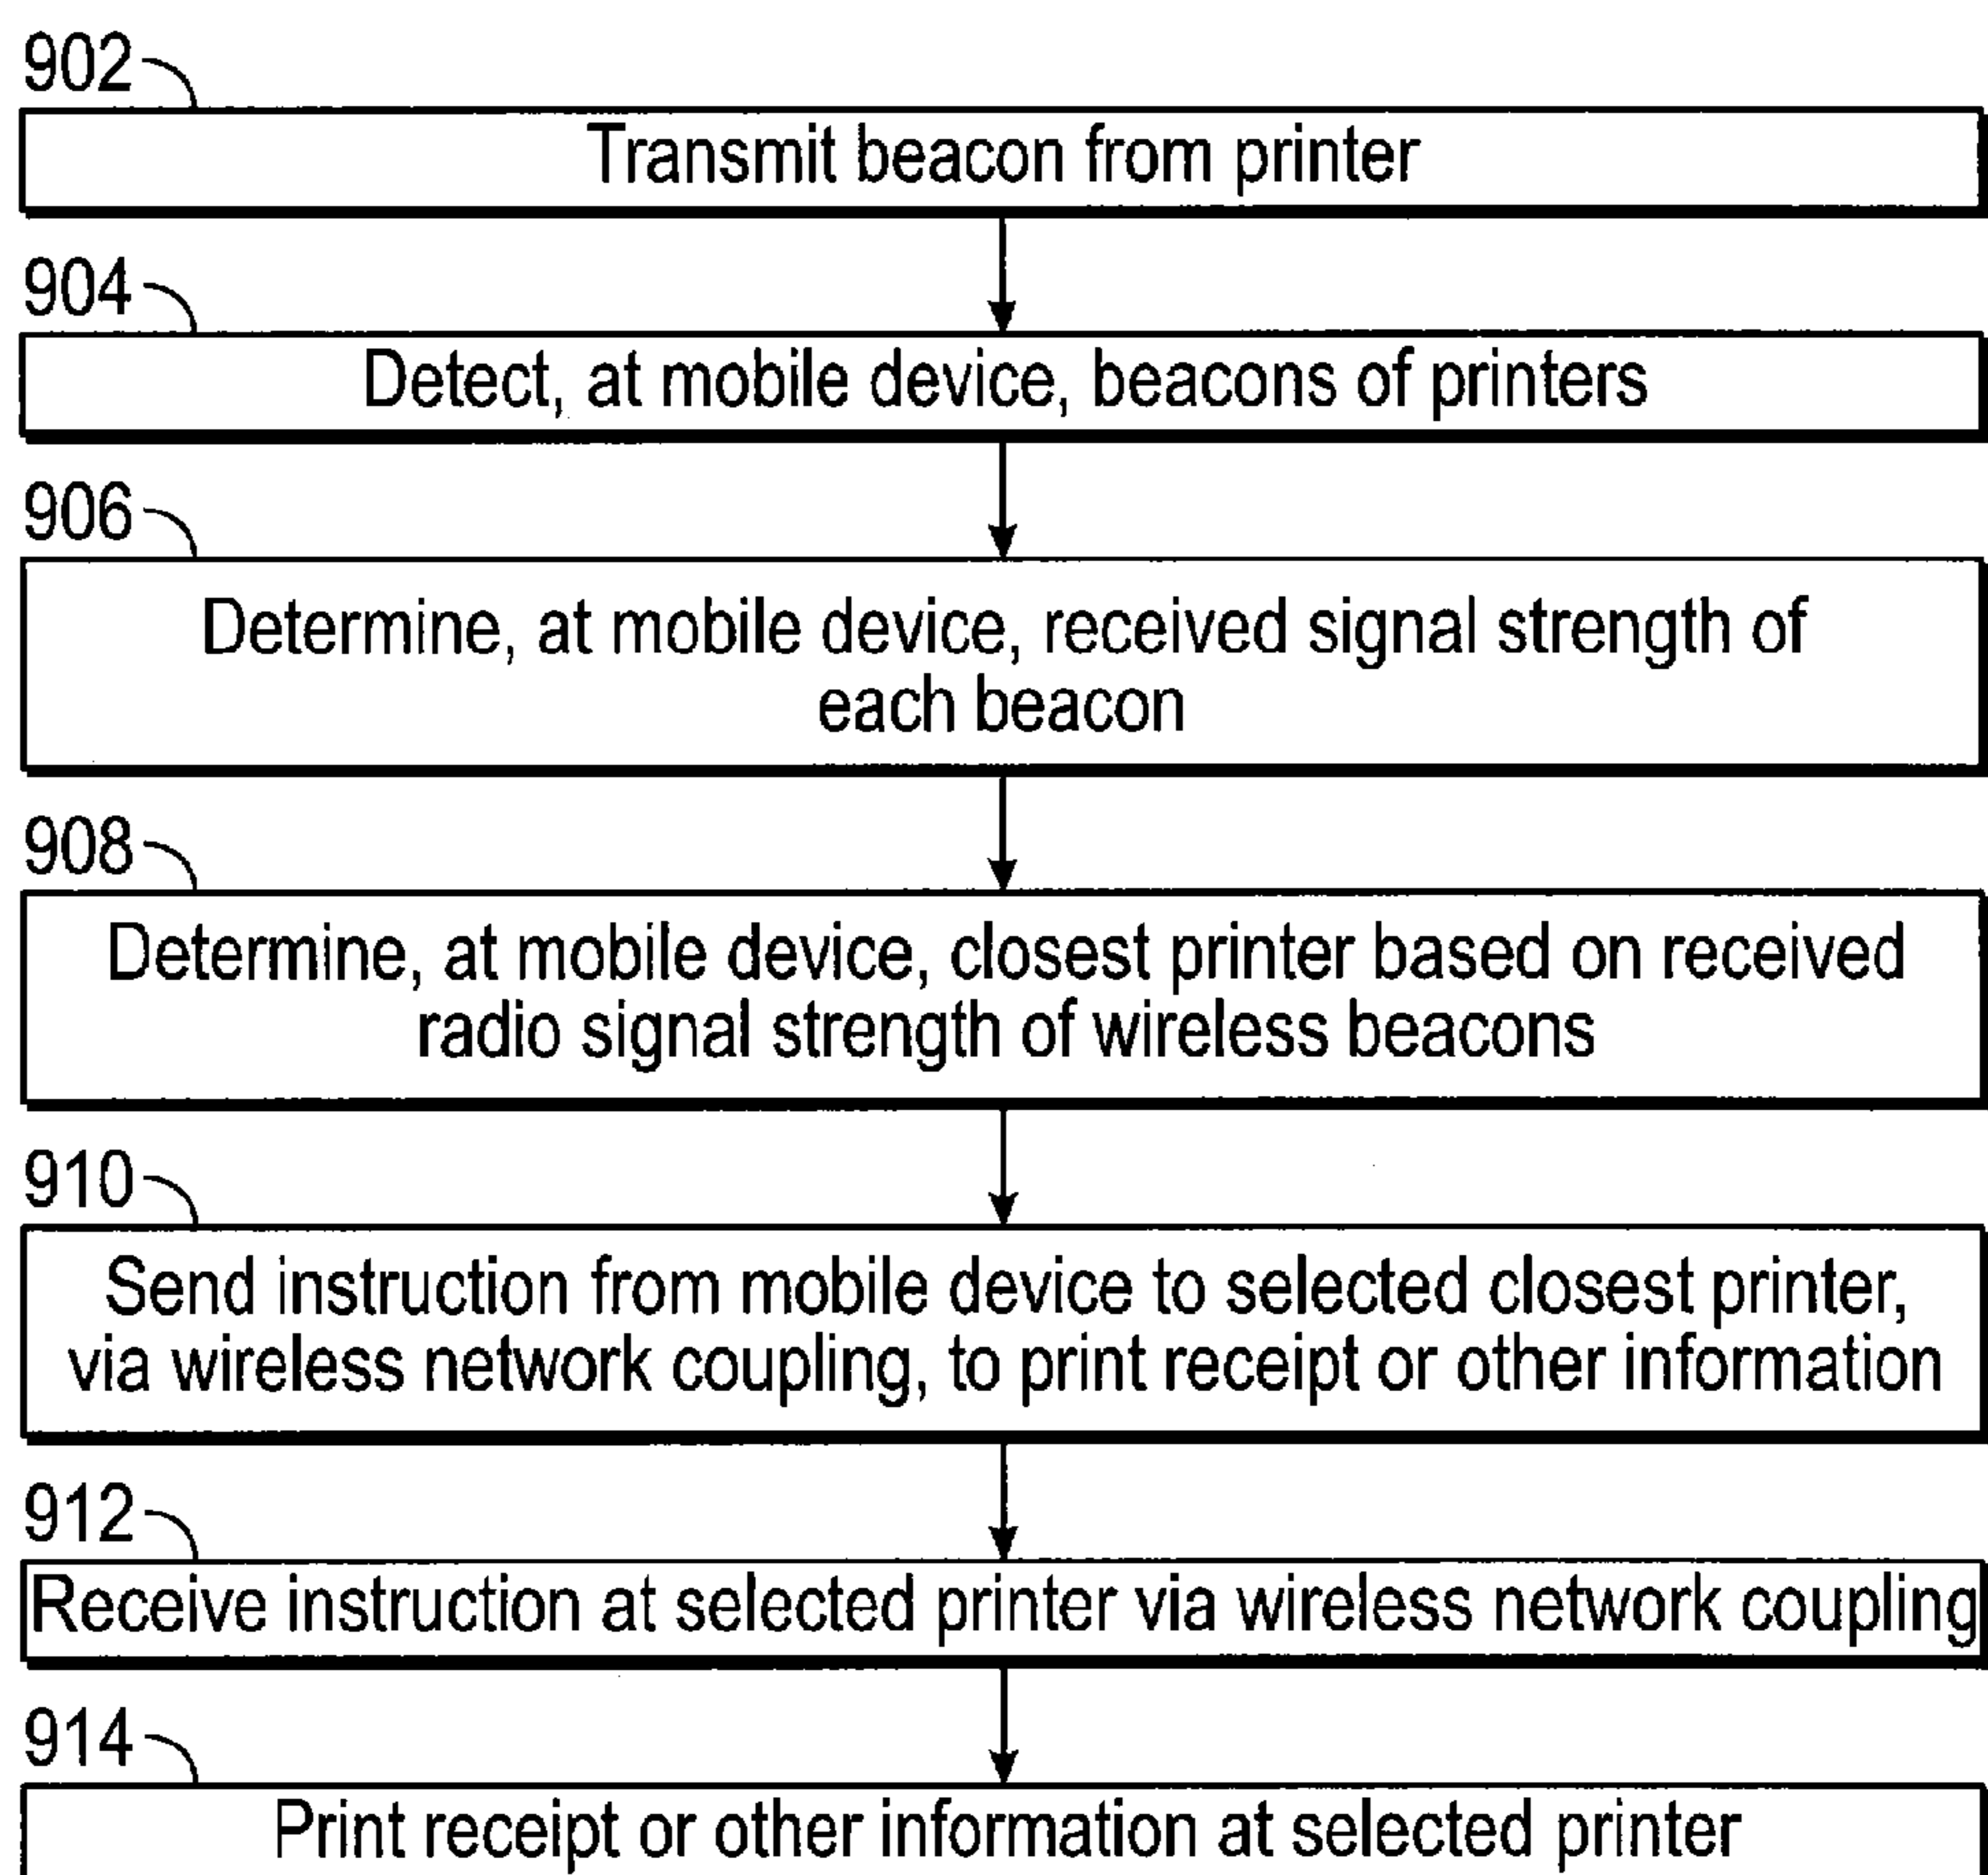 902
Transmit beacon from printer
904
Detect, at mobile device, beacons of printers
906
Determine, at mobile device, received signal strength of
each beacon
908
Determine, at mobile device, closest printer based on received
radio signal strength of wireless beacons
910
Send instruction from mobile device to selected closest printer,
via wireless network coupling, to print receipt or other information
912
Receive instruction at selected printer via wireless network coupling
914
Print receipt or other information at selected printer